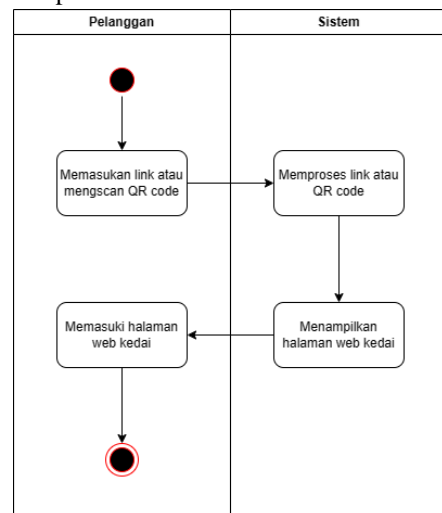 Pelanggan
Sistem
Memasukan link atau
mengscan QR code
Memproses link atau
QR code
Memasuki halaman
web kedai
Menampilkan
halaman web kedai